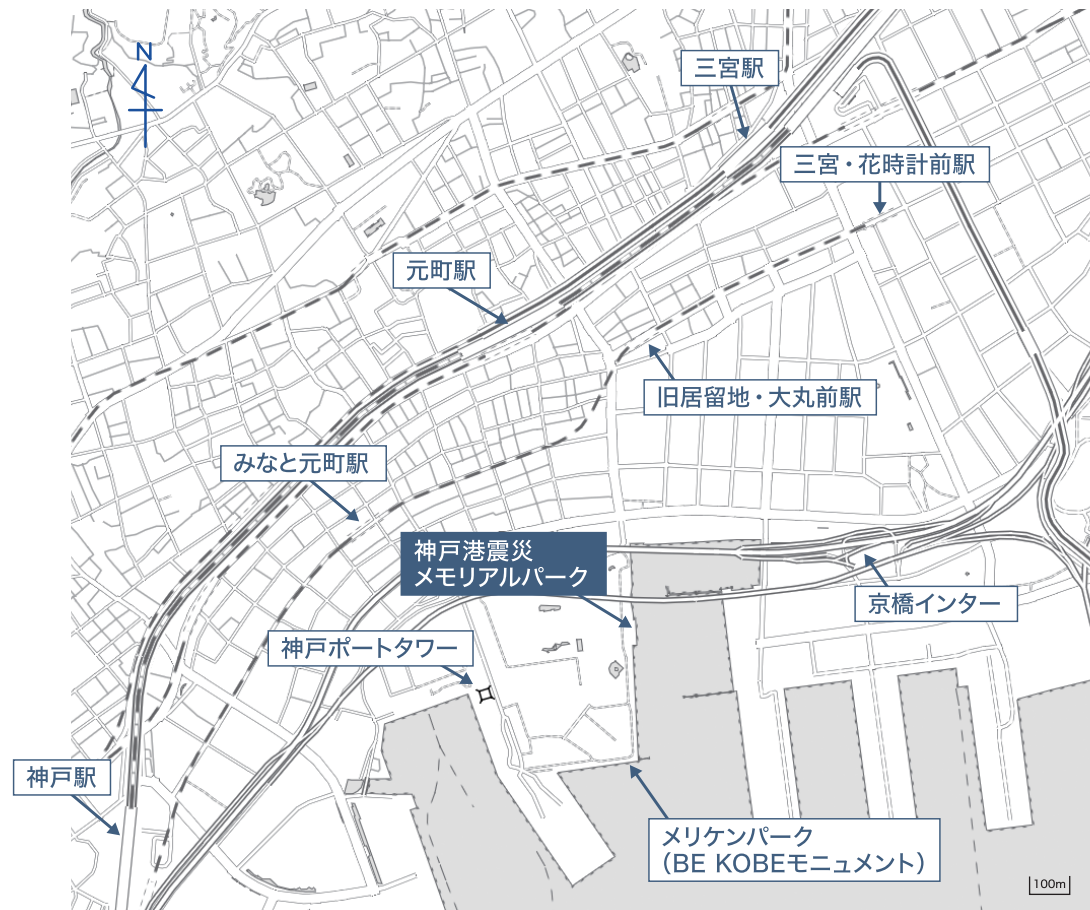 N
三宮駅
三宮・花時計前駅
元町駅
旧居留地・大丸前駅
みなと元町駅
神戸港震災
メモリアルパーク
京橋インター
神戸ポートタワー
神戸駅
メリケンパーク
（BE KOBEモニュメント）
100m